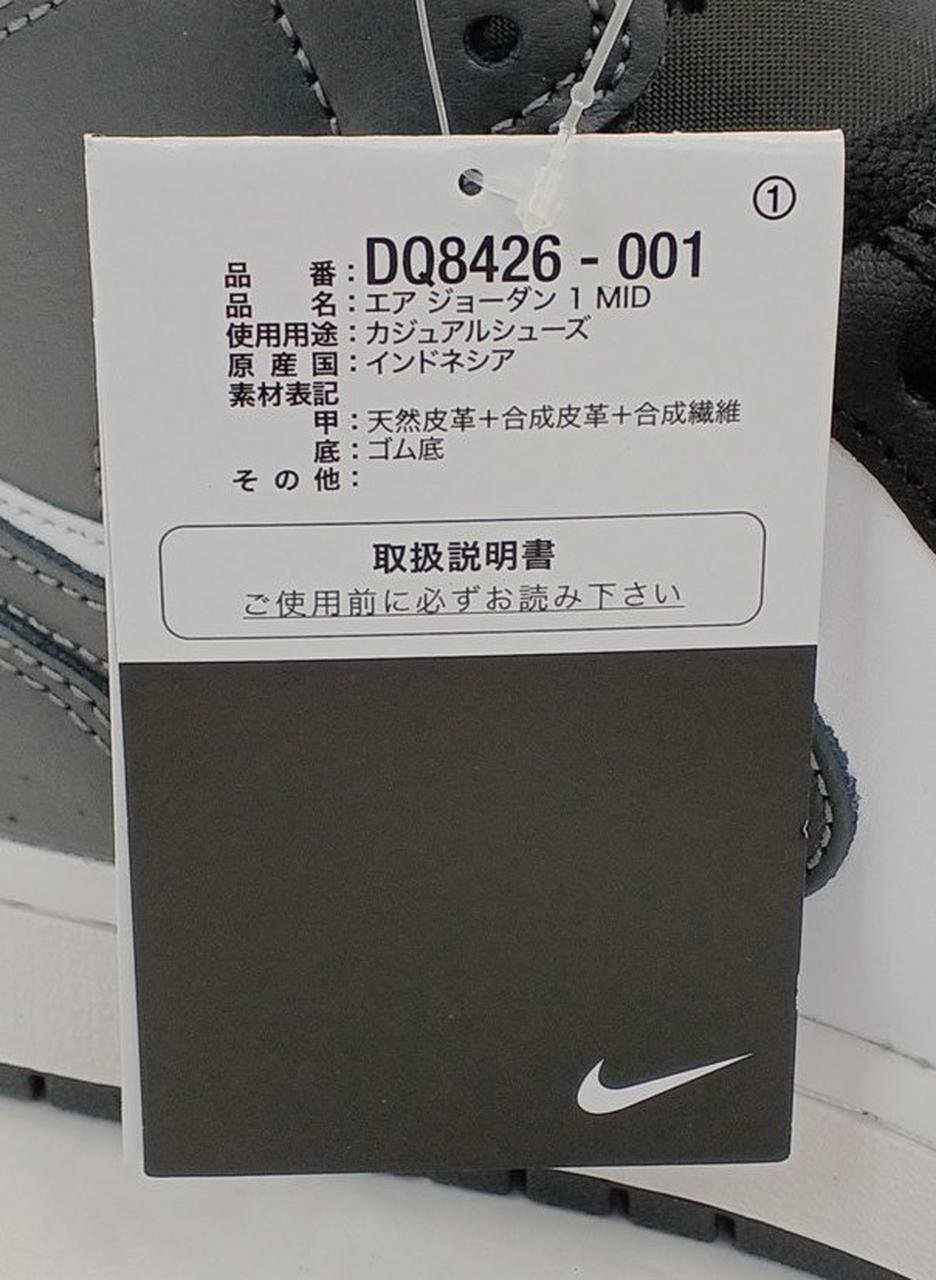 ①
品番：DQ8426 - 001
品名：エア ジョーダン 1 MID
使用用途：カジュアルシューズ
原産国：インドネシア
素材表記
甲：天然皮革＋合成皮革＋合成繊維
底：ゴム底
その他：
取扱説明書
ご使用前に必ずお読み下さい